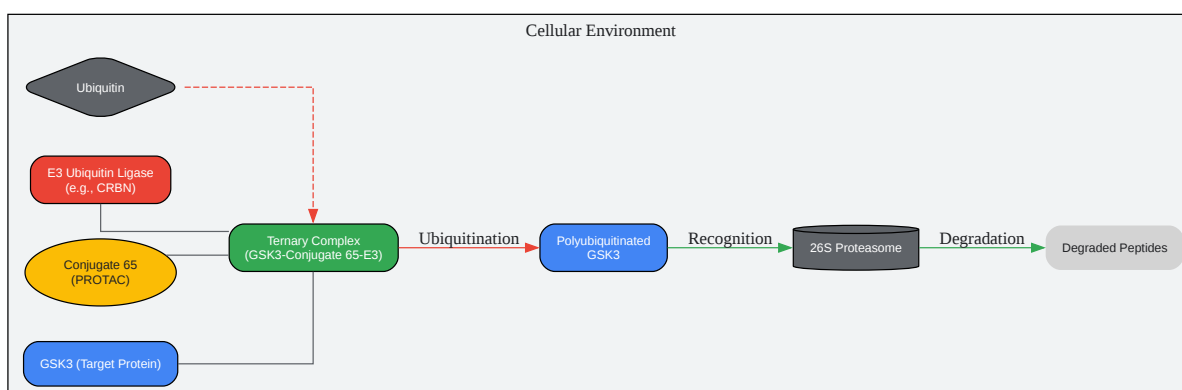 Cellular Environment
Ubiquitin
E3 Ubiquitin Ligase
(e.g., CRBN)
Conjugate 65
(PROTAC)
GSK3 (Target Protein)
Ternary Complex
(GSK3-Conjugate 65-E3)
Ubiquitination
Polyubiquitinated
GSK3
Recognition
26S Proteasome
Degradation
Degraded Peptides